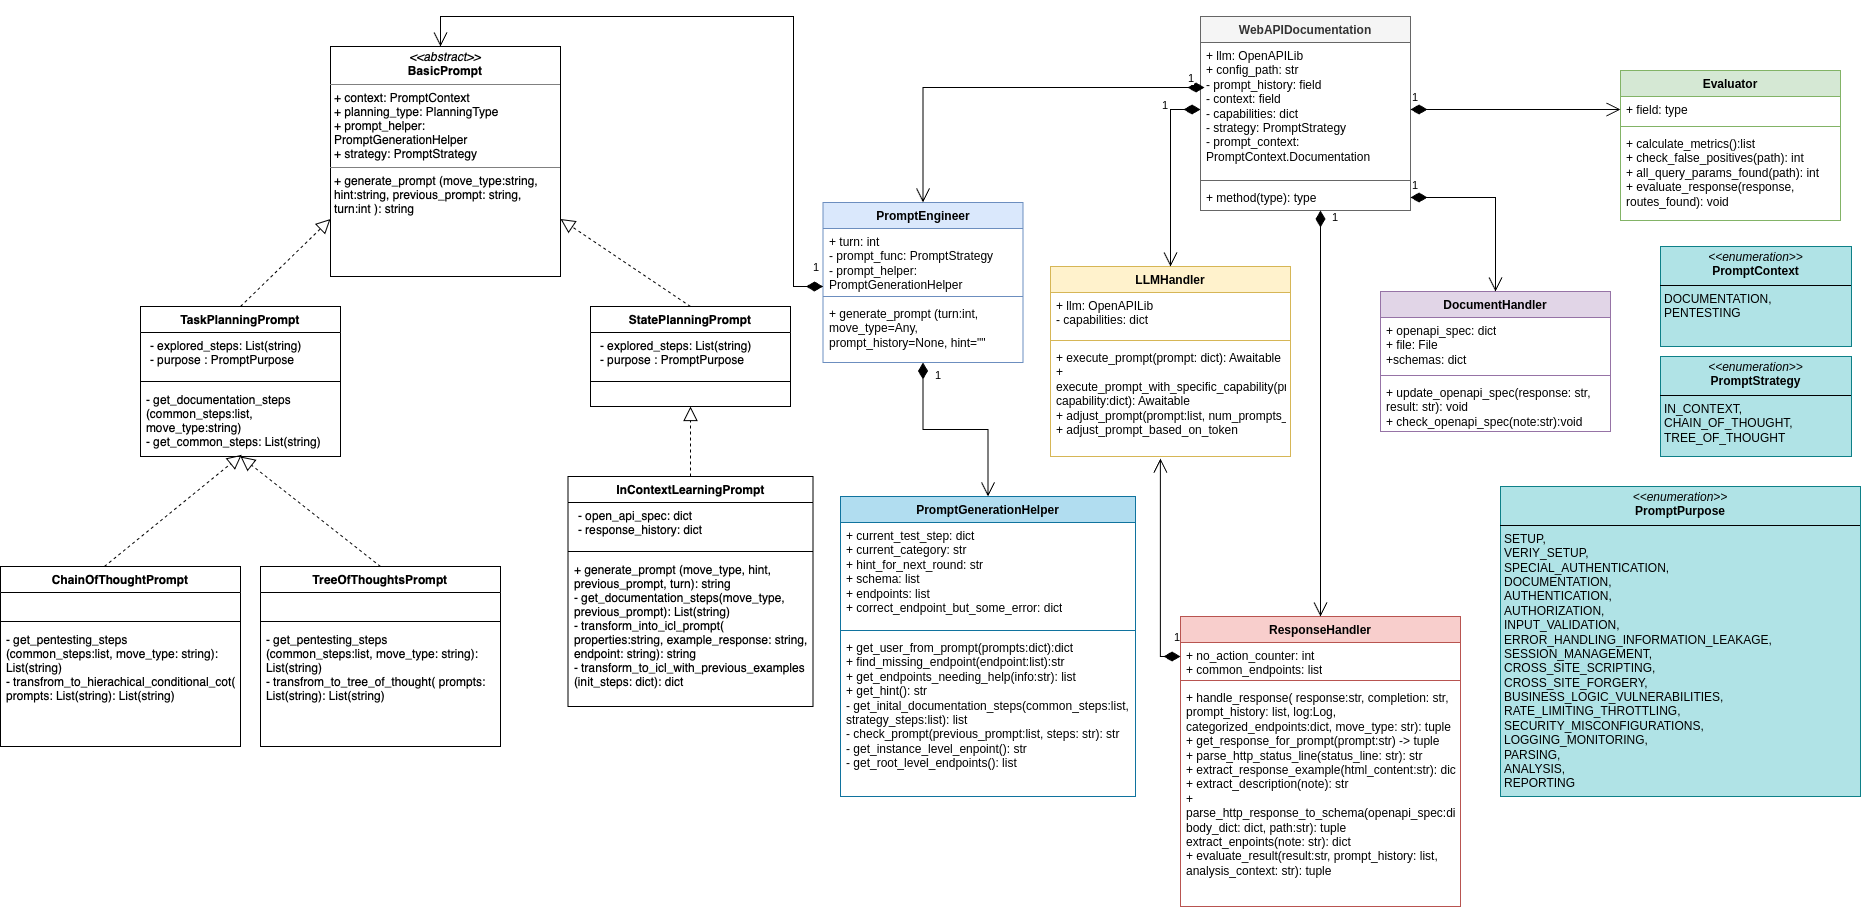 <<abstract>>
BasicPrompt
+ context: PromptContext
+ planning_type: PlanningType
+ prompt_helper:
PromptGenerationHelper
+ strategy: PromptStrategy
+ generate_prompt (move_type:string,
hint:string, previous_prompt: string,
turn:int ): string
TaskPlanningPrompt
- explored_steps: List(string)
- purpose : PromptPurpose
- get_documentation_steps
(common_steps:list,
move_type:string)
- get_common_steps: List(string)
StatePlanningPrompt
- explored_steps: List(string)
- purpose : PromptPurpose
ChainOfThoughtPrompt
- get_pentesting_steps
(common_steps:list, move_type: string):
List(string)
- transfrom_to_hierachical_conditional_cot(
prompts: List(string): List(string)
TreeOfThoughtsPrompt
- get_pentesting_steps
(common_steps:list, move_type: string):
List(string)
- transfrom_to_tree_of_thought( prompts:
List(string): List(string)
InContextLearningPrompt
- open_api_spec: dict
- response_history: dict
+ generate_prompt (move_type, hint,
previous_prompt, turn): string
- get_documentation_steps(move_type,
previous_prompt): List(string)
- transform_into_icl_prompt(
properties:string, example_response: string,
endpoint: string): string
- transform_to_icl_with_previous_examples
(init_steps: dict): dict
PromptEngineer
+ turn: int
- prompt_func: PromptStrategy
- prompt_helper:
PromptGenerationHelper
+ generate_prompt (turn:int,
move_type=Any,
prompt_history=None, hint=""
1
1
PromptGenerationHelper
+ current_test_step: dict
+ current_category: str
+ hint_for_next_round: str
+ schema: list
+ endpoints: list
+ correct_endpoint_but_some_error: dict
+ get_user_from_prompt(prompts:dict):dict
+ find_missing_endpoint(endpoint:list):str
+ get_endpoints_needing_help(info:str): list
+ get_hint(): str
- get_inital_documentation_steps(common_steps:list,
strategy_steps:list): list
- check_prompt(previous_prompt:list, steps: str): str
- get_instance_level_enpoint(): str
- get_root_level_endpoints(): list
WebAPIDocumentation
+ llm: OpenAPILib
+ config_path: str
- prompt_history: field
- context: field
- capabilities: dict
- strategy: PromptStrategy
- prompt_context:
PromptContext.Documentation
+ method(type): type
1
1
1
1
1
LLMHandler
+ llm: OpenAPILib
- capabilities: dict
+ execute_prompt(prompt: dict): Awaitable
+
execute_prompt_with_specific_capability(p
capability:dict): Awaitable
+ adjust_prompt(prompt:list, num_prompts_
+ adjust_prompt_based_on_token
DocumentHandler
+ openapi_spec: dict
+ file: File
+schemas: dict
+ update_openapi_spec(response: str,
result: str): void
+ check_openapi_spec(note:str):void
ResponseHandler
1
+ no_action_counter: int
+ common_endpoints: list
+ handle_response( response:str, completion: str,
prompt_history: list, log:Log,
categorized_endpoints:dict, move_type: str): tuple
+ get_response_for_prompt(prompt:str) -> tuple
+ parse_http_status_line(status_line: str): str
+ extract_response_example(html_content:str): dic
+ extract_description(note): str
+
parse_http_response_to_schema(openapi_spec:di
body_dict: dict, path:str): tuple
extract_enpoints(note: str): dict
+ evaluate_result(result:str, prompt_history: list,
analysis_context: str): tuple
Evaluator
+ field: type
+ calculate_metrics():list
+ check_false_positives(path): int
+ all_query_params_found(path): int
+ evaluate_response(response,
routes_found): void
<<enumeration>>
PromptContext
DOCUMENTATION,
PENTESTING
<<enumeration>>
PromptStrategy
IN_CONTEXT,
CHAIN_OF_THOUGHT,
TREE_OF_THOUGHT
<<enumeration>>
PromptPurpose
SETUP,
VERIY_SETUP,
SPECIAL_AUTHENTICATION,
DOCUMENTATION,
AUTHENTICATION,
AUTHORIZATION,
INPUT_VALIDATION,
ERROR_HANDLING_INFORMATION_LEAKAGE,
SESSION_MANAGEMENT,
CROSS_SITE_SCRIPTING,
CROSS_SITE_FORGERY,
BUSINESS_LOGIC_VULNERABILITIES,
RATE_LIMITING_THROTTLING,
SECURITY_MISCONFIGURATIONS,
LOGGING_MONITORING,
PARSING,
ANALYSIS,
REPORTING